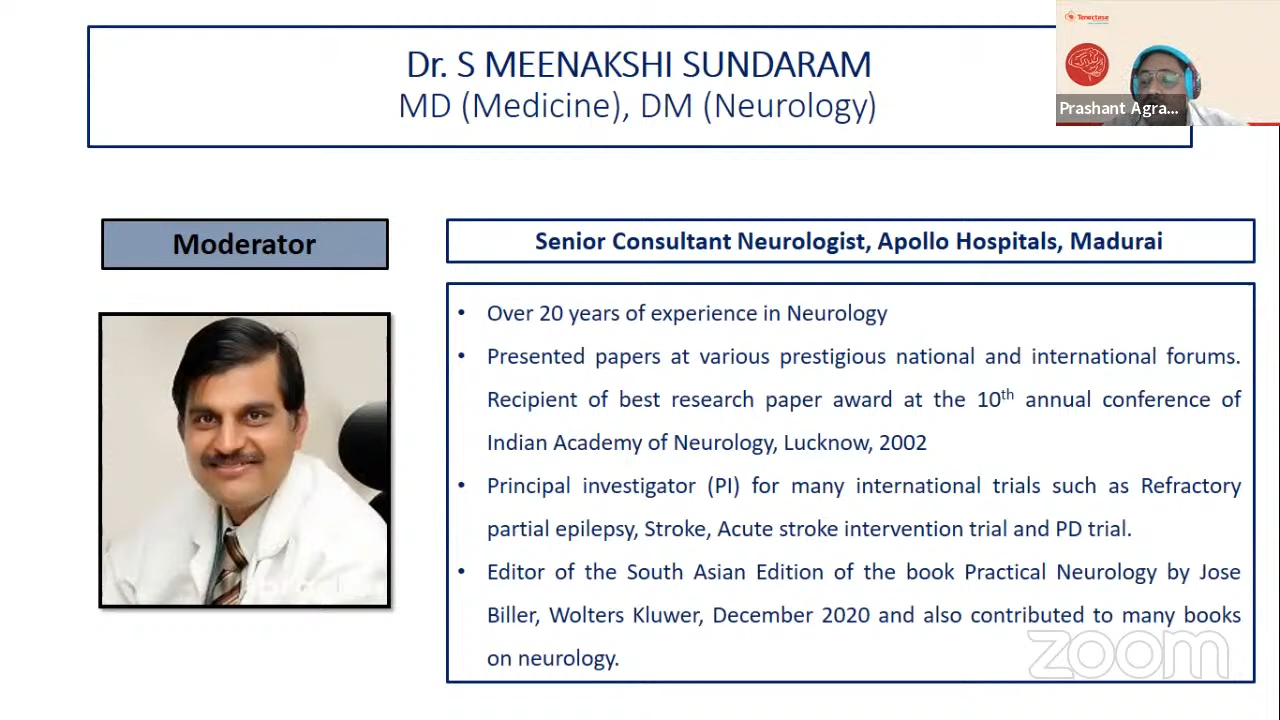 Dr. S MEENAKSHI SUNDARAM
MD (Medicine), DM (Neurology)
Tenectase
Prashant Agra...
Moderator
Senior Consultant Neurologist, Apollo Hospitals, Madurai
• Over 20 years of experience in Neurology
• Presented papers at various prestigious national and international forums.
Recipient of best research paper award at the 10th annual conference of
Indian Academy of Neurology, Lucknow, 2002
• Principal investigator (PI) for many international trials such as Refractory
partial epilepsy, Stroke, Acute stroke intervention trial and PD trial.
• Editor of the South Asian Edition of the book Practical Neurology by Jose
Biller, Wolters Kluwer, December 2020 and also contributed to many books
on neurology.
zoom